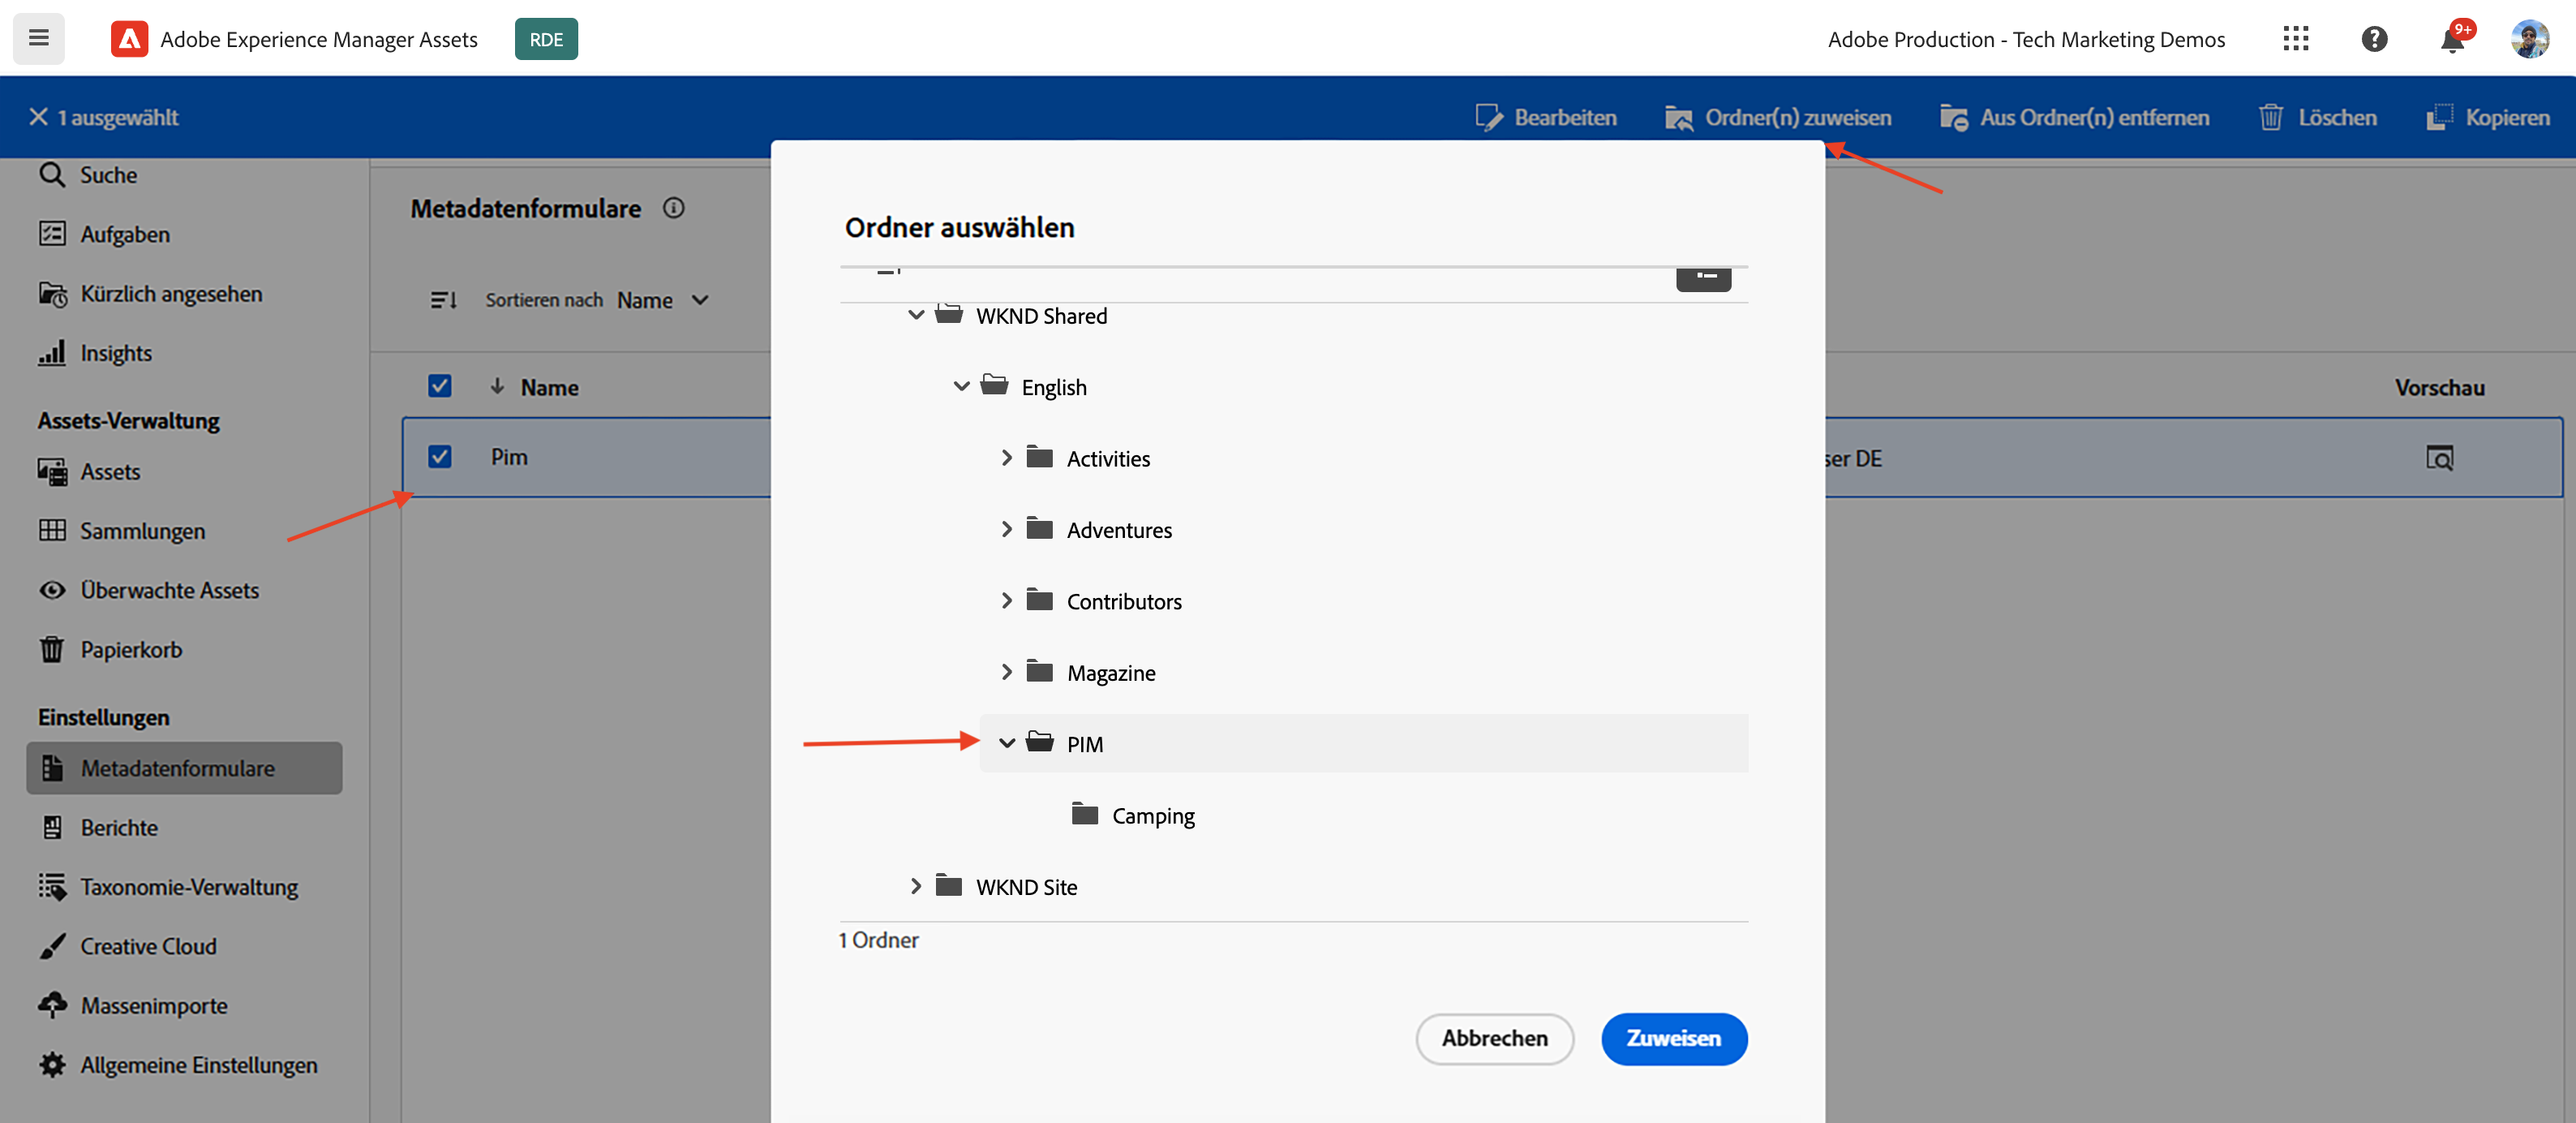 Adobe Experience Manager Assets
RDE
Adobe Production - Tech Marketing Demos
9+
1 ausgewählt
Bearbeiten
Ordner(n) zuweisen
Aus Ordner(n) entfernen
Löschen
Kopieren
Suche
Aufgaben
Kürzlich angesehen
Insights
Assets-Verwaltung
Assets
Sammlungen
Überwachte Assets
Papierkorb
Einstellungen
Metadatenformulare
Berichte
Taxonomie-Verwaltung
Creative Cloud
Massenimporte
Allgemeine Einstellungen
Metadatenformulare
Sortieren nach Name
Name
Vorschau
Pim
ser DE
Ordner auswählen
WKND Shared
English
Activities
Adventures
Contributors
Magazine
PIM
Camping
WKND Site
1 Ordner
Abbrechen
Zuweisen